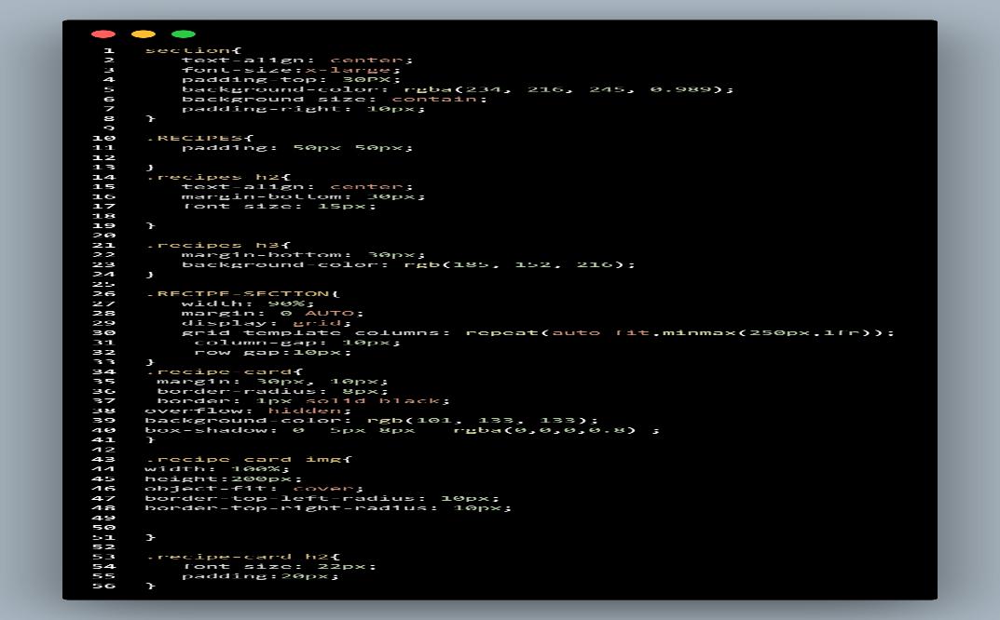 1 section{
2 text-align: center;
3 font-size:x-large;
4 padding-top: 30PX;
5 background-color: rgba(234, 216, 245, 0.989);
6 background-size: contain;
7 padding-right: 10px;
8 }
9
10 .RECIPES{
11 padding: 50px 50px;
12
13 }
14 .recipes h2{
15 text-align: center;
16 margin-bottom: 30px;
17 font-size: 15px;
18
19 }
20
21 .recipes h3{
22 margin-bottom: 30px;
23 background-color: rgb(185, 152, 216);
24 }
25
26 .RECIPE-SECTION{
27 width: 90%;
28 margin: 0 AUTO;
29 display: grid;
30 grid-template-columns: repeat(auto-fit,minmax(250px,1fr));
31 column-gap: 10px;
32 row-gap:10px;
33 }
34 .recipe-card{
35 margin: 30px, 10px;
36 border-radius: 8px;
37 border: 1px solid black;
38 overflow: hidden;
39 background-color: rgb(101, 133, 133);
40 box-shadow: 0 5px 8px rgba(0,0,0,0.8) ;
41 }
42
43 .recipe-card img{
44 width: 100%;
45 height:200px;
46 object-fit: cover;
47 border-top-left-radius: 10px;
48 border-top-right-radius: 10px;
49
50
51 }
52
53 .recipe-card h2{
54 font-size: 22px;
55 padding:20px;
56 }